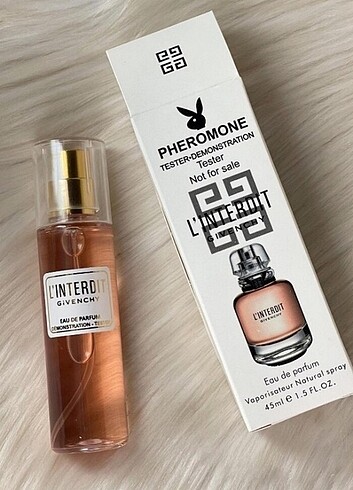 PHEROMONE
TESTER-DEMONSTRATION
Tester
Not for sale
L'INTERDIT
GIVENCHY
L'INTERDIT
GIVENCHY
Eau de parfum
Vaporisateur Natural spray
45ml e 1.5 FL.OZ.
L'INTERDIT
GIVENCHY
EAU DE PARFUM
DEMONSTRATION - TESTER